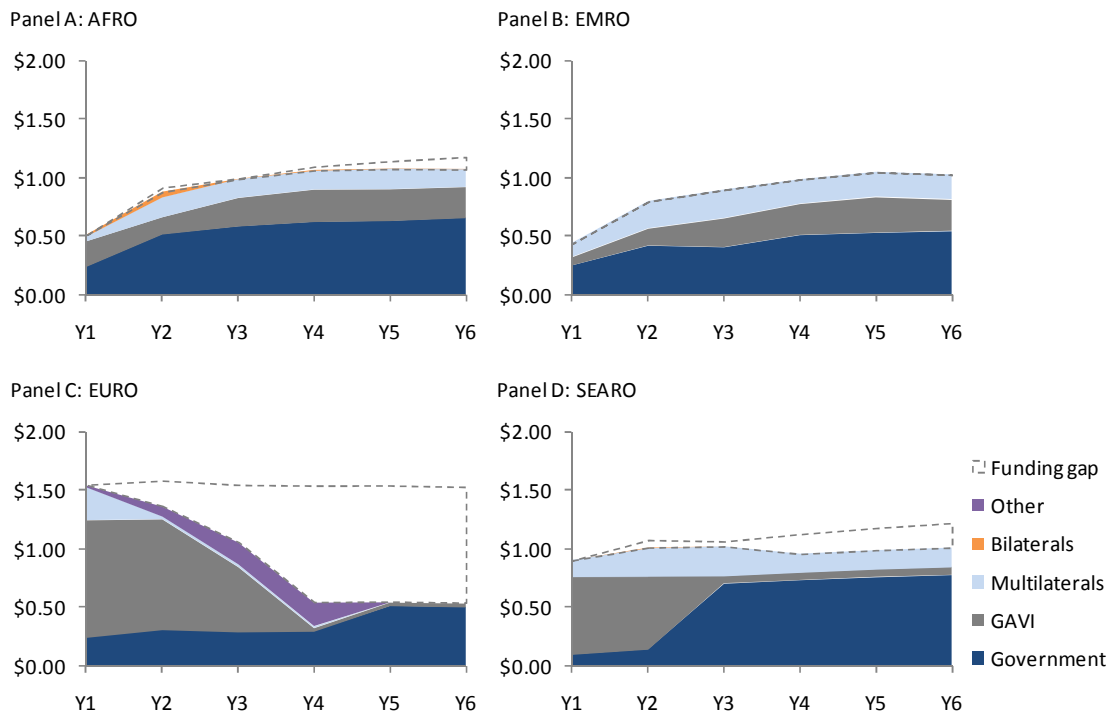 Panel A: AFRO
$2.00
$1.50
$1.00
$0.50
$0.00
Y1 Y2 Y3 Y4 Y5 Y6
Panel B: EMRO
$2.00
$1.50
$1.00
$0.50
$0.00
Y1 Y2 Y3 Y4 Y5 Y6
Panel C: EURO
$2.00
$1.50
$1.00
$0.50
$0.00
Y1 Y2 Y3 Y4 Y5 Y6
Panel D: SEARO
$2.00
$1.50
$1.00
$0.50
$0.00
Y1 Y2 Y3 Y4 Y5 Y6
Funding gap
Other
Bilaterals
Multilaterals
GAVI
Government